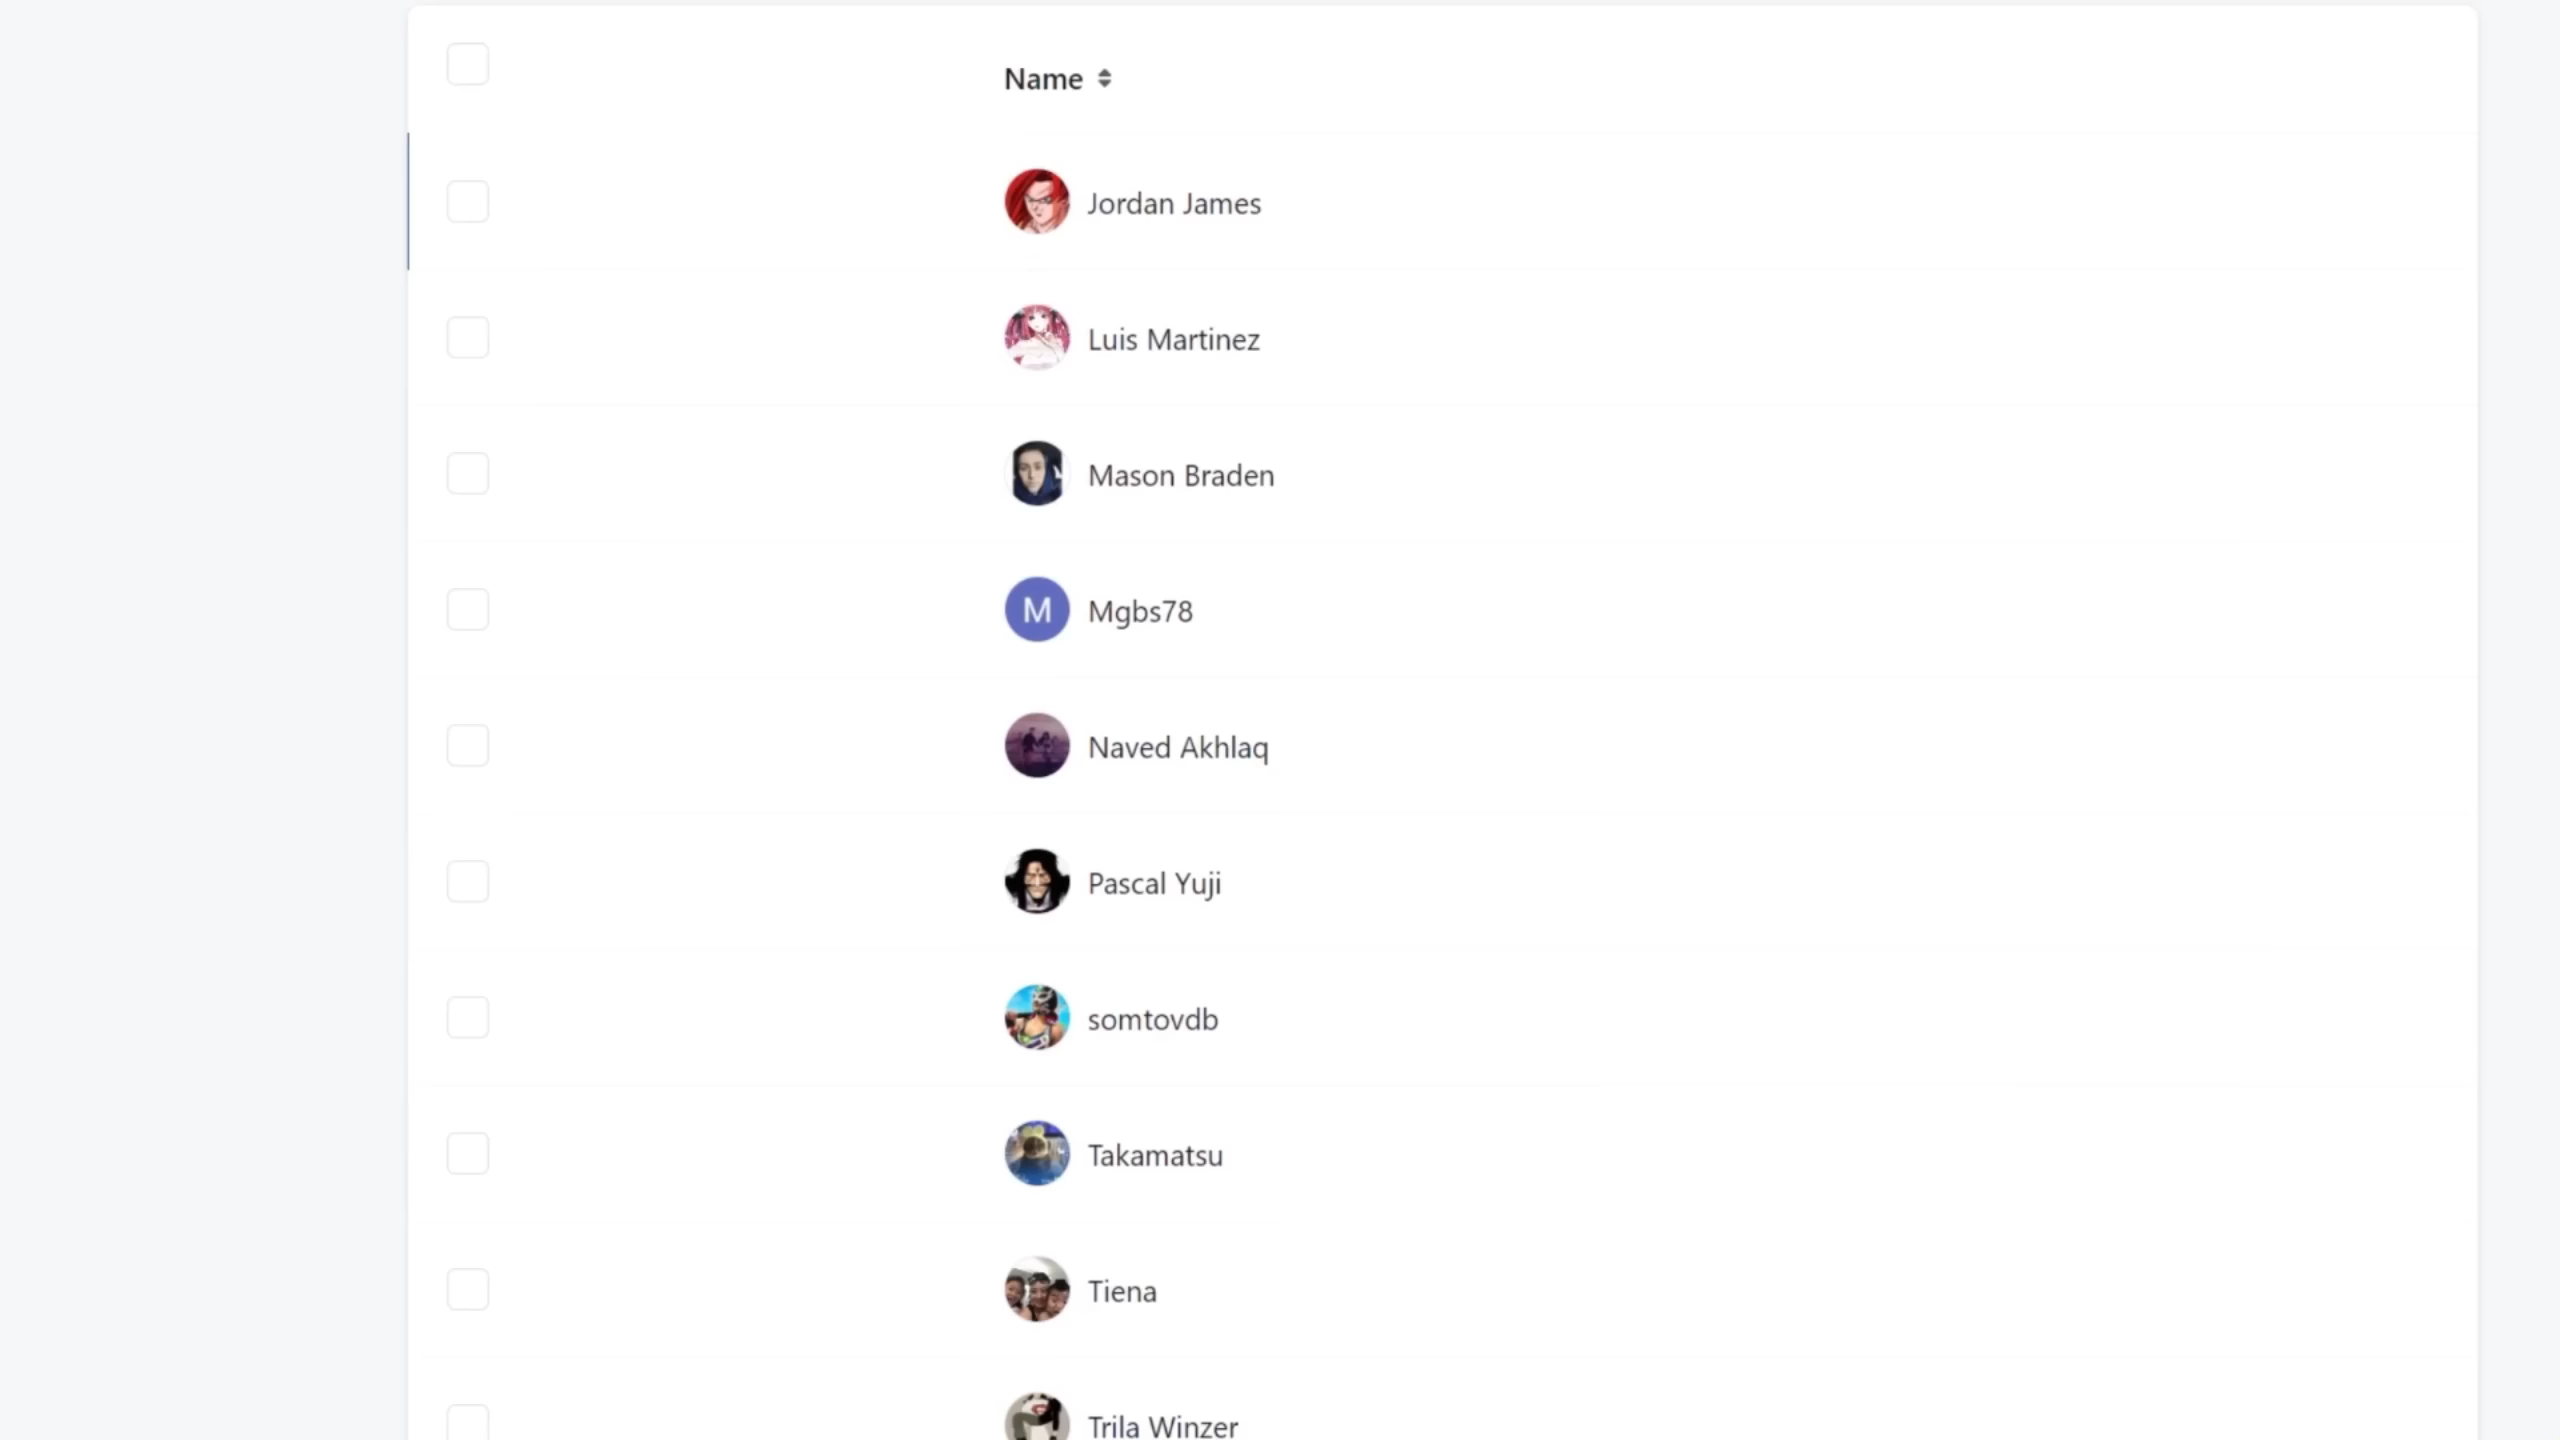 Name
Jordan James
Luis Martinez
Mason Braden
M Mgbs78
Naved Akhlaq
Pascal Yuji
somtovdb
Takamatsu
Tiena
Trila Winzer